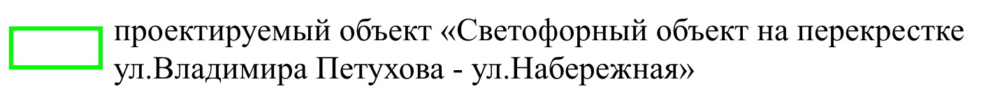 проектируемый объект «Светофорный объект на перекрестке
ул.Владимира Петухова - ул.Набережная»